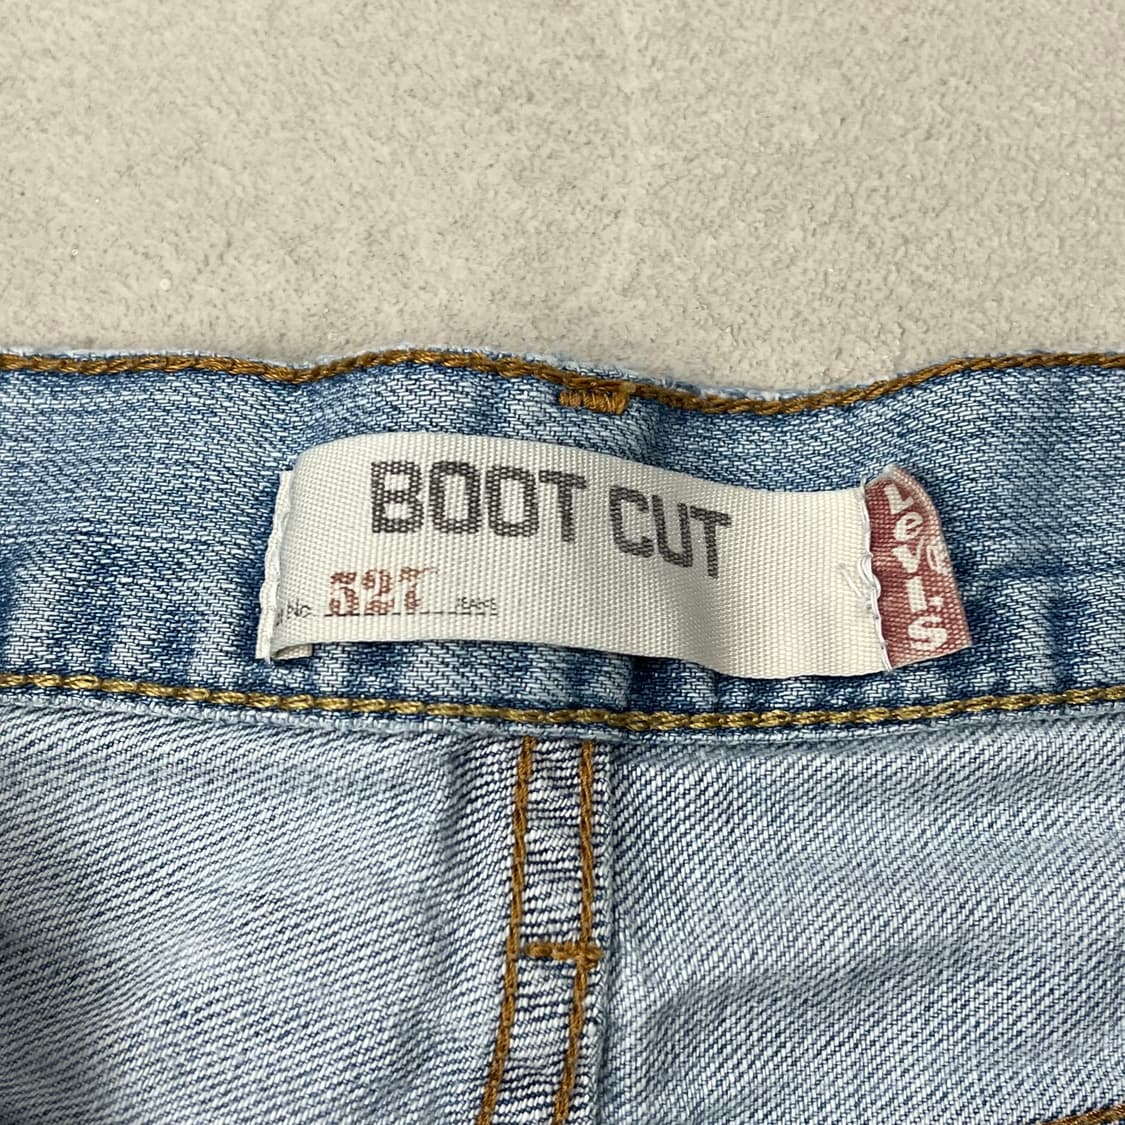 BOOT CUT
No 527 JEANS
LEVI'S